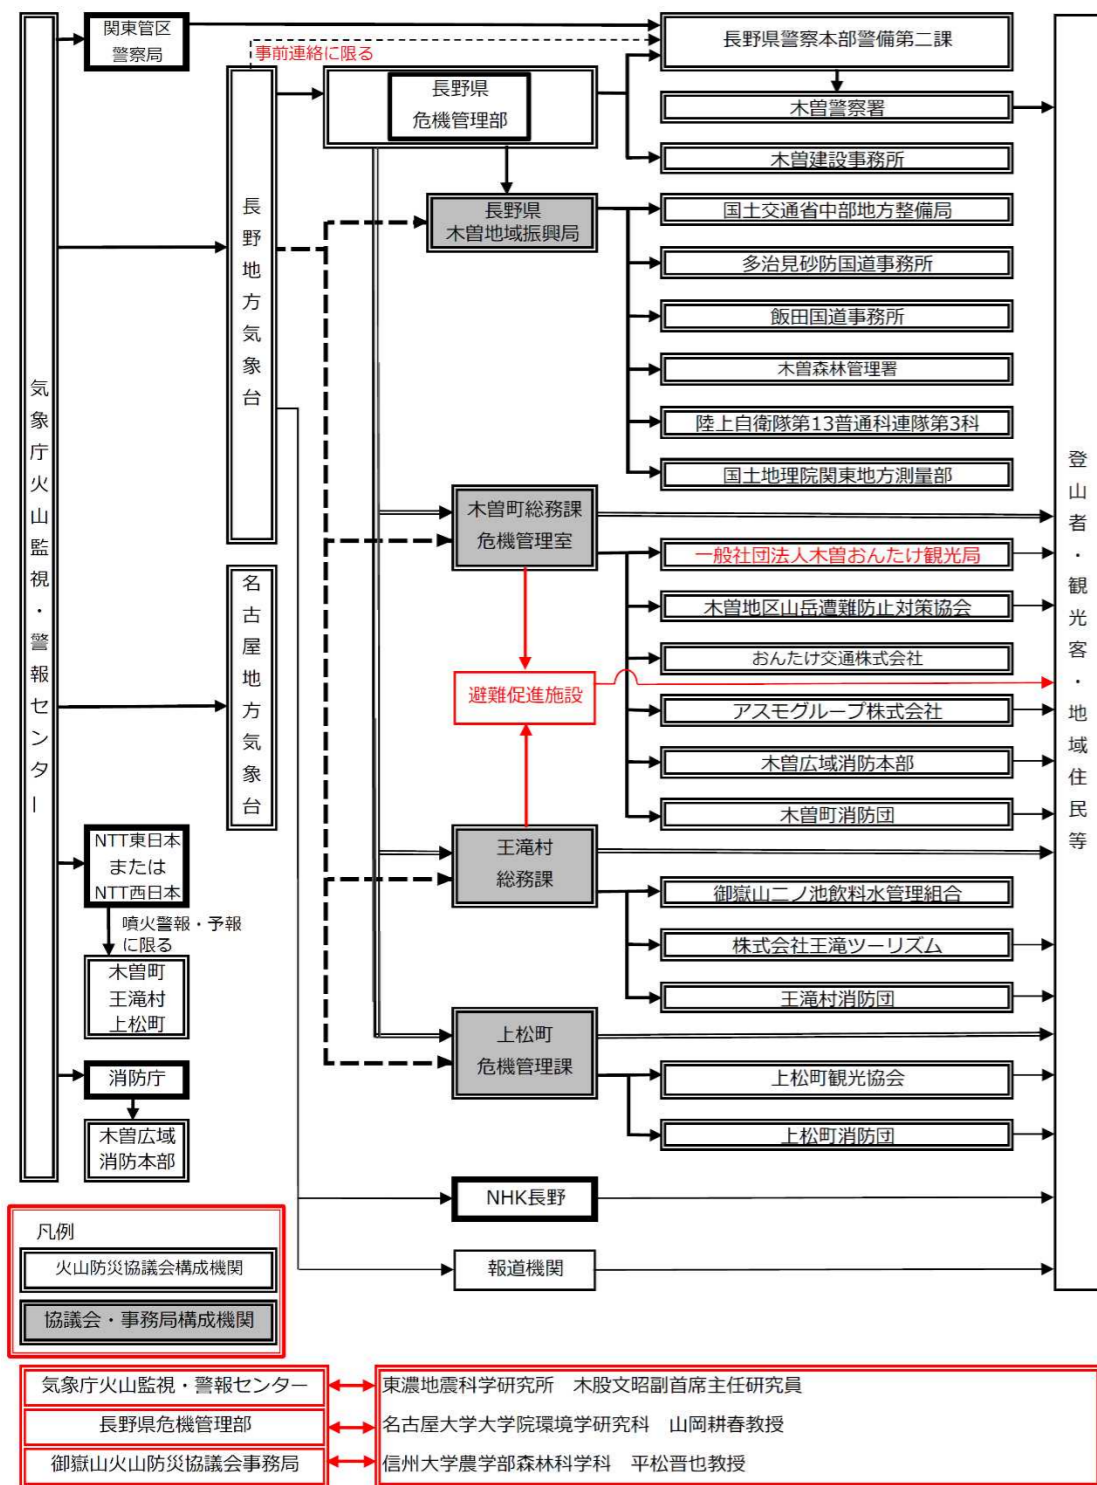 気象庁火山監視・警報センター
関東管区
警察局
事前連絡に限る
長野地方気象台
名古屋地方気象台
NTT東日本
または
NTT西日本
噴火警報・予報
に限る
木曽町
王滝村
上松町
消防庁
木曽広域
消防本部
長野県
危機管理部
長野県
木曽地域振興局
木曽町総務課
危機管理室
避難促進施設
王滝村
総務課
上松町
危機管理課
NHK長野
報道機関
長野県警察本部警備第二課
木曽警察署
木曽建設事務所
国土交通省中部地方整備局
多治見砂防国道事務所
飯田国道事務所
木曽森林管理署
陸上自衛隊第13普通科連隊第3科
国土地理院関東地方測量部
一般社団法人木曽おんたけ観光局
木曽地区山岳遭難防止対策協会
おんたけ交通株式会社
アスモグループ株式会社
木曽広域消防本部
木曽町消防団
御嶽山二ノ池飲料水管理組合
株式会社王滝ツーリズム
王滝村消防団
上松町観光協会
上松町消防団
登山者・観光客・地域住民等
凡例
火山防災協議会構成機関
協議会・事務局構成機関
気象庁火山監視・警報センター
長野県危機管理部
御嶽山火山防災協議会事務局
東濃地震科学研究所　木股文昭副首席主任研究員
名古屋大学大学院環境学研究科　山岡耕春教授
信州大学農学部森林科学科　平松晋也教授